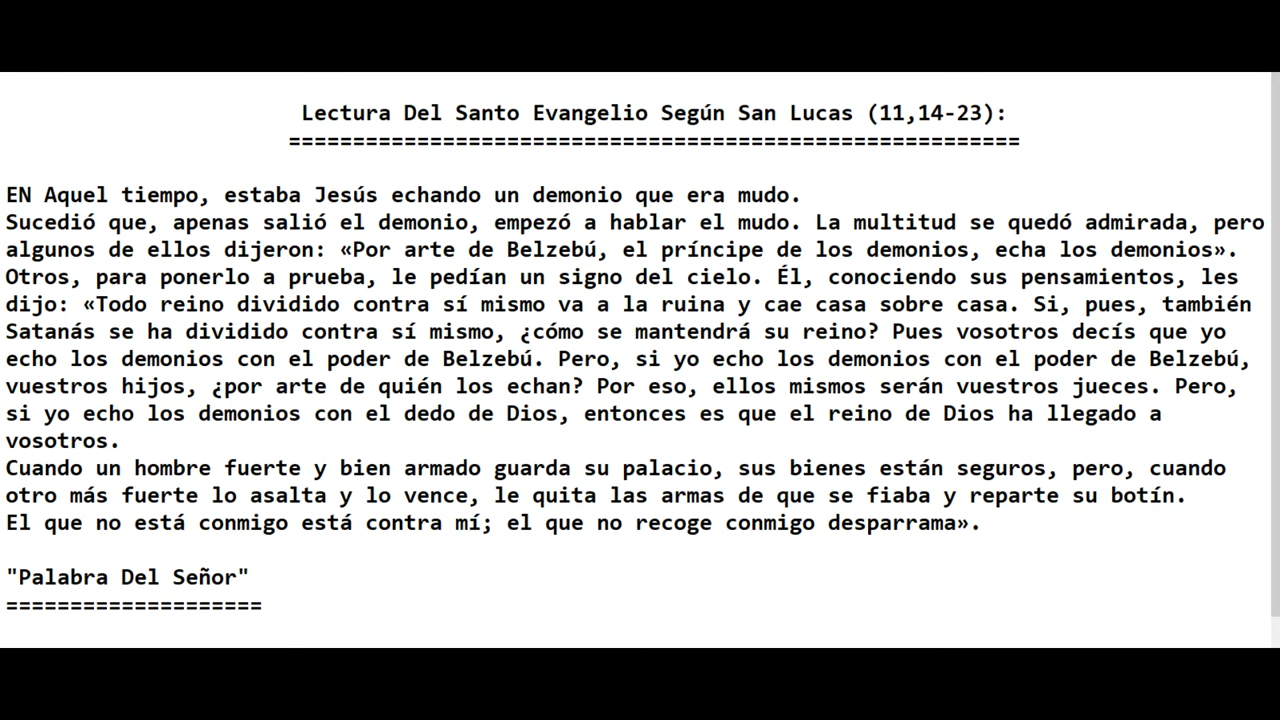 Lectura Del Santo Evangelio Según San Lucas (11,14-23):
=========================================================
EN Aquel tiempo, estaba Jesús echando un demonio que era mudo.
Sucedió que, apenas salió el demonio, empezó a hablar el mudo. La multitud se quedó admirada, pero
algunos de ellos dijeron: «Por arte de Belzebú, el príncipe de los demonios, echa los demonios».
Otros, para ponerlo a prueba, le pedían un signo del cielo. Él, conociendo sus pensamientos, les
dijo: «Todo reino dividido contra sí mismo va a la ruina y cae casa sobre casa. Si, pues, también
Satanás se ha dividido contra sí mismo, ¿cómo se mantendrá su reino? Pues vosotros decís que yo
echo los demonios con el poder de Belzebú. Pero, si yo echo los demonios con el poder de Belzebú,
vuestros hijos, ¿por arte de quién los echan? Por eso, ellos mismos serán vuestros jueces. Pero,
si yo echo los demonios con el dedo de Dios, entonces es que el reino de Dios ha llegado a
vosotros.
Cuando un hombre fuerte y bien armado guarda su palacio, sus bienes están seguros, pero, cuando
otro más fuerte lo asalta y lo vence, le quita las armas de que se fiaba y reparte su botín.
El que no está conmigo está contra mí; el que no recoge conmigo desparrama».
"Palabra Del Señor"
====================